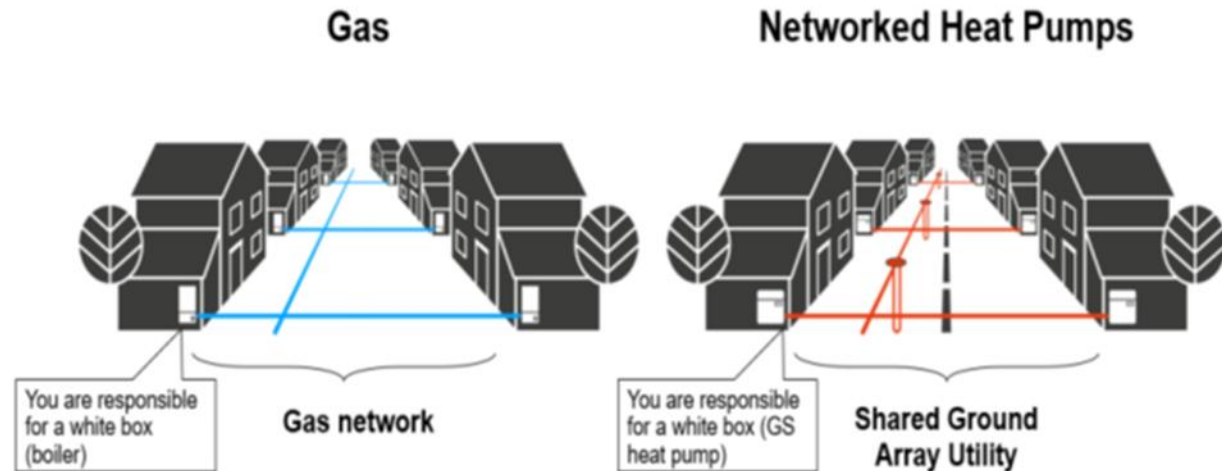 Gas
Networked Heat Pumps
You are responsible
for a white box
(boiler)
Gas network
You are responsible
for a white box (GS
heat pump)
Shared Ground
Array Utility